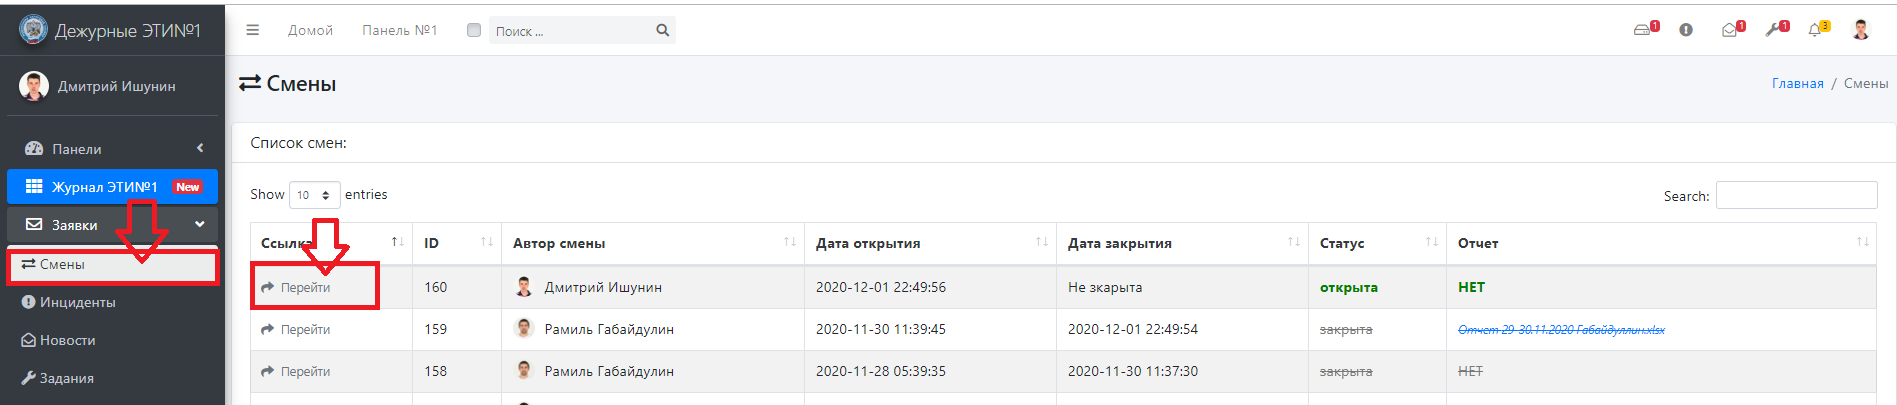 Дежурные ЭТИ№1
Домой Панель №1 Поиск ... 1 1 1 3
Дмитрий Ишунин
Смены
Главная / Смены
Панели
Журнал ЭТИ№1 New
Заявки
Смены
Инциденты
Новости
Задания
Список смен:
Show 10 entries Search:
Ссылка ID Автор смены Дата открытия Дата закрытия Статус Отчет
Перейти 160 Дмитрий Ишунин 2020-12-01 22:49:56 Не зкарыта открыта НЕТ
Перейти 159 Рамиль Габайдулин 2020-11-30 11:39:45 2020-12-01 22:49:54 закрыта Отчет 29-30.11.2020 Габайдуллин.xlsx
Перейти 158 Рамиль Габайдулин 2020-11-28 05:39:35 2020-11-30 11:37:30 закрыта НЕТ